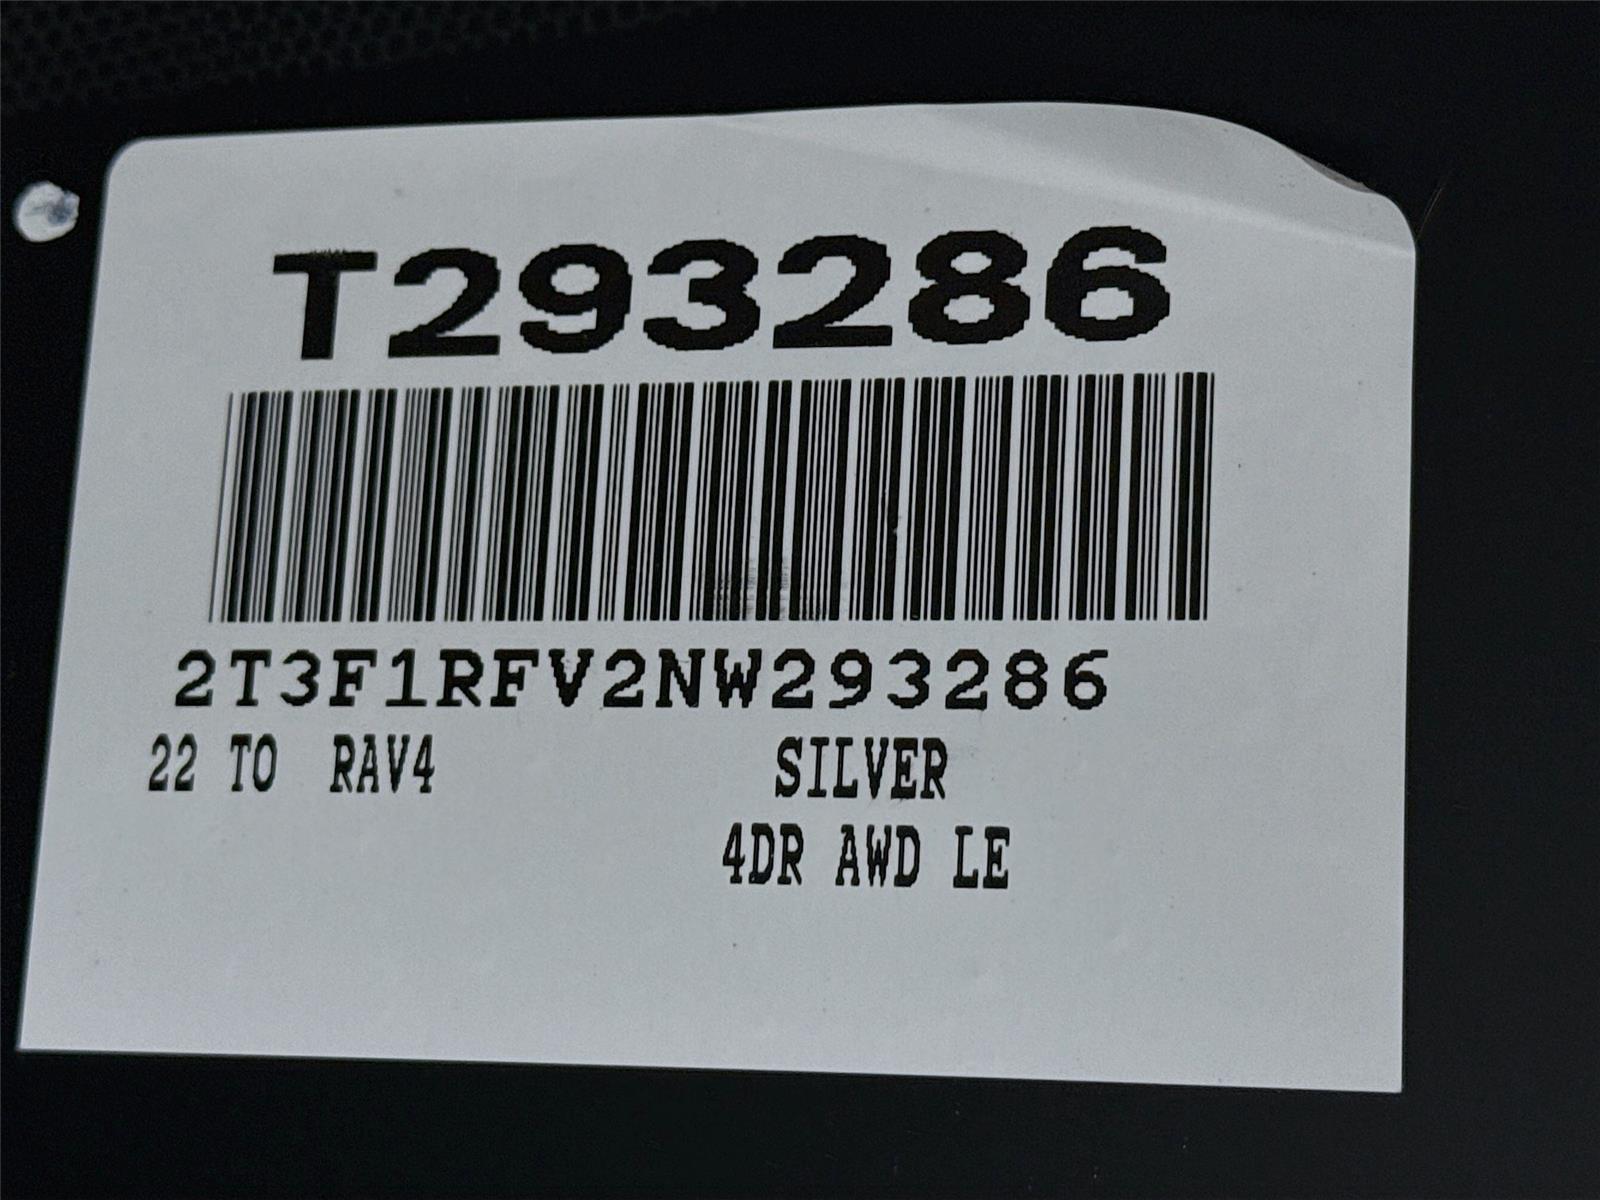 T293286
2T3F1RFV2NW293286
22 TO RAV4 SILVER
4DR AWD LE